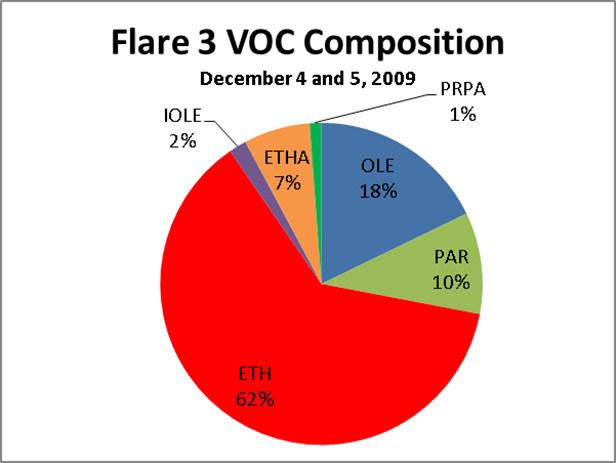 Flare 3 VOC Composition
December 4 and 5, 2009
PRPA
1%
IOLE
2%
ETHA
7%
OLE
18%
PAR
10%
ETH
62%